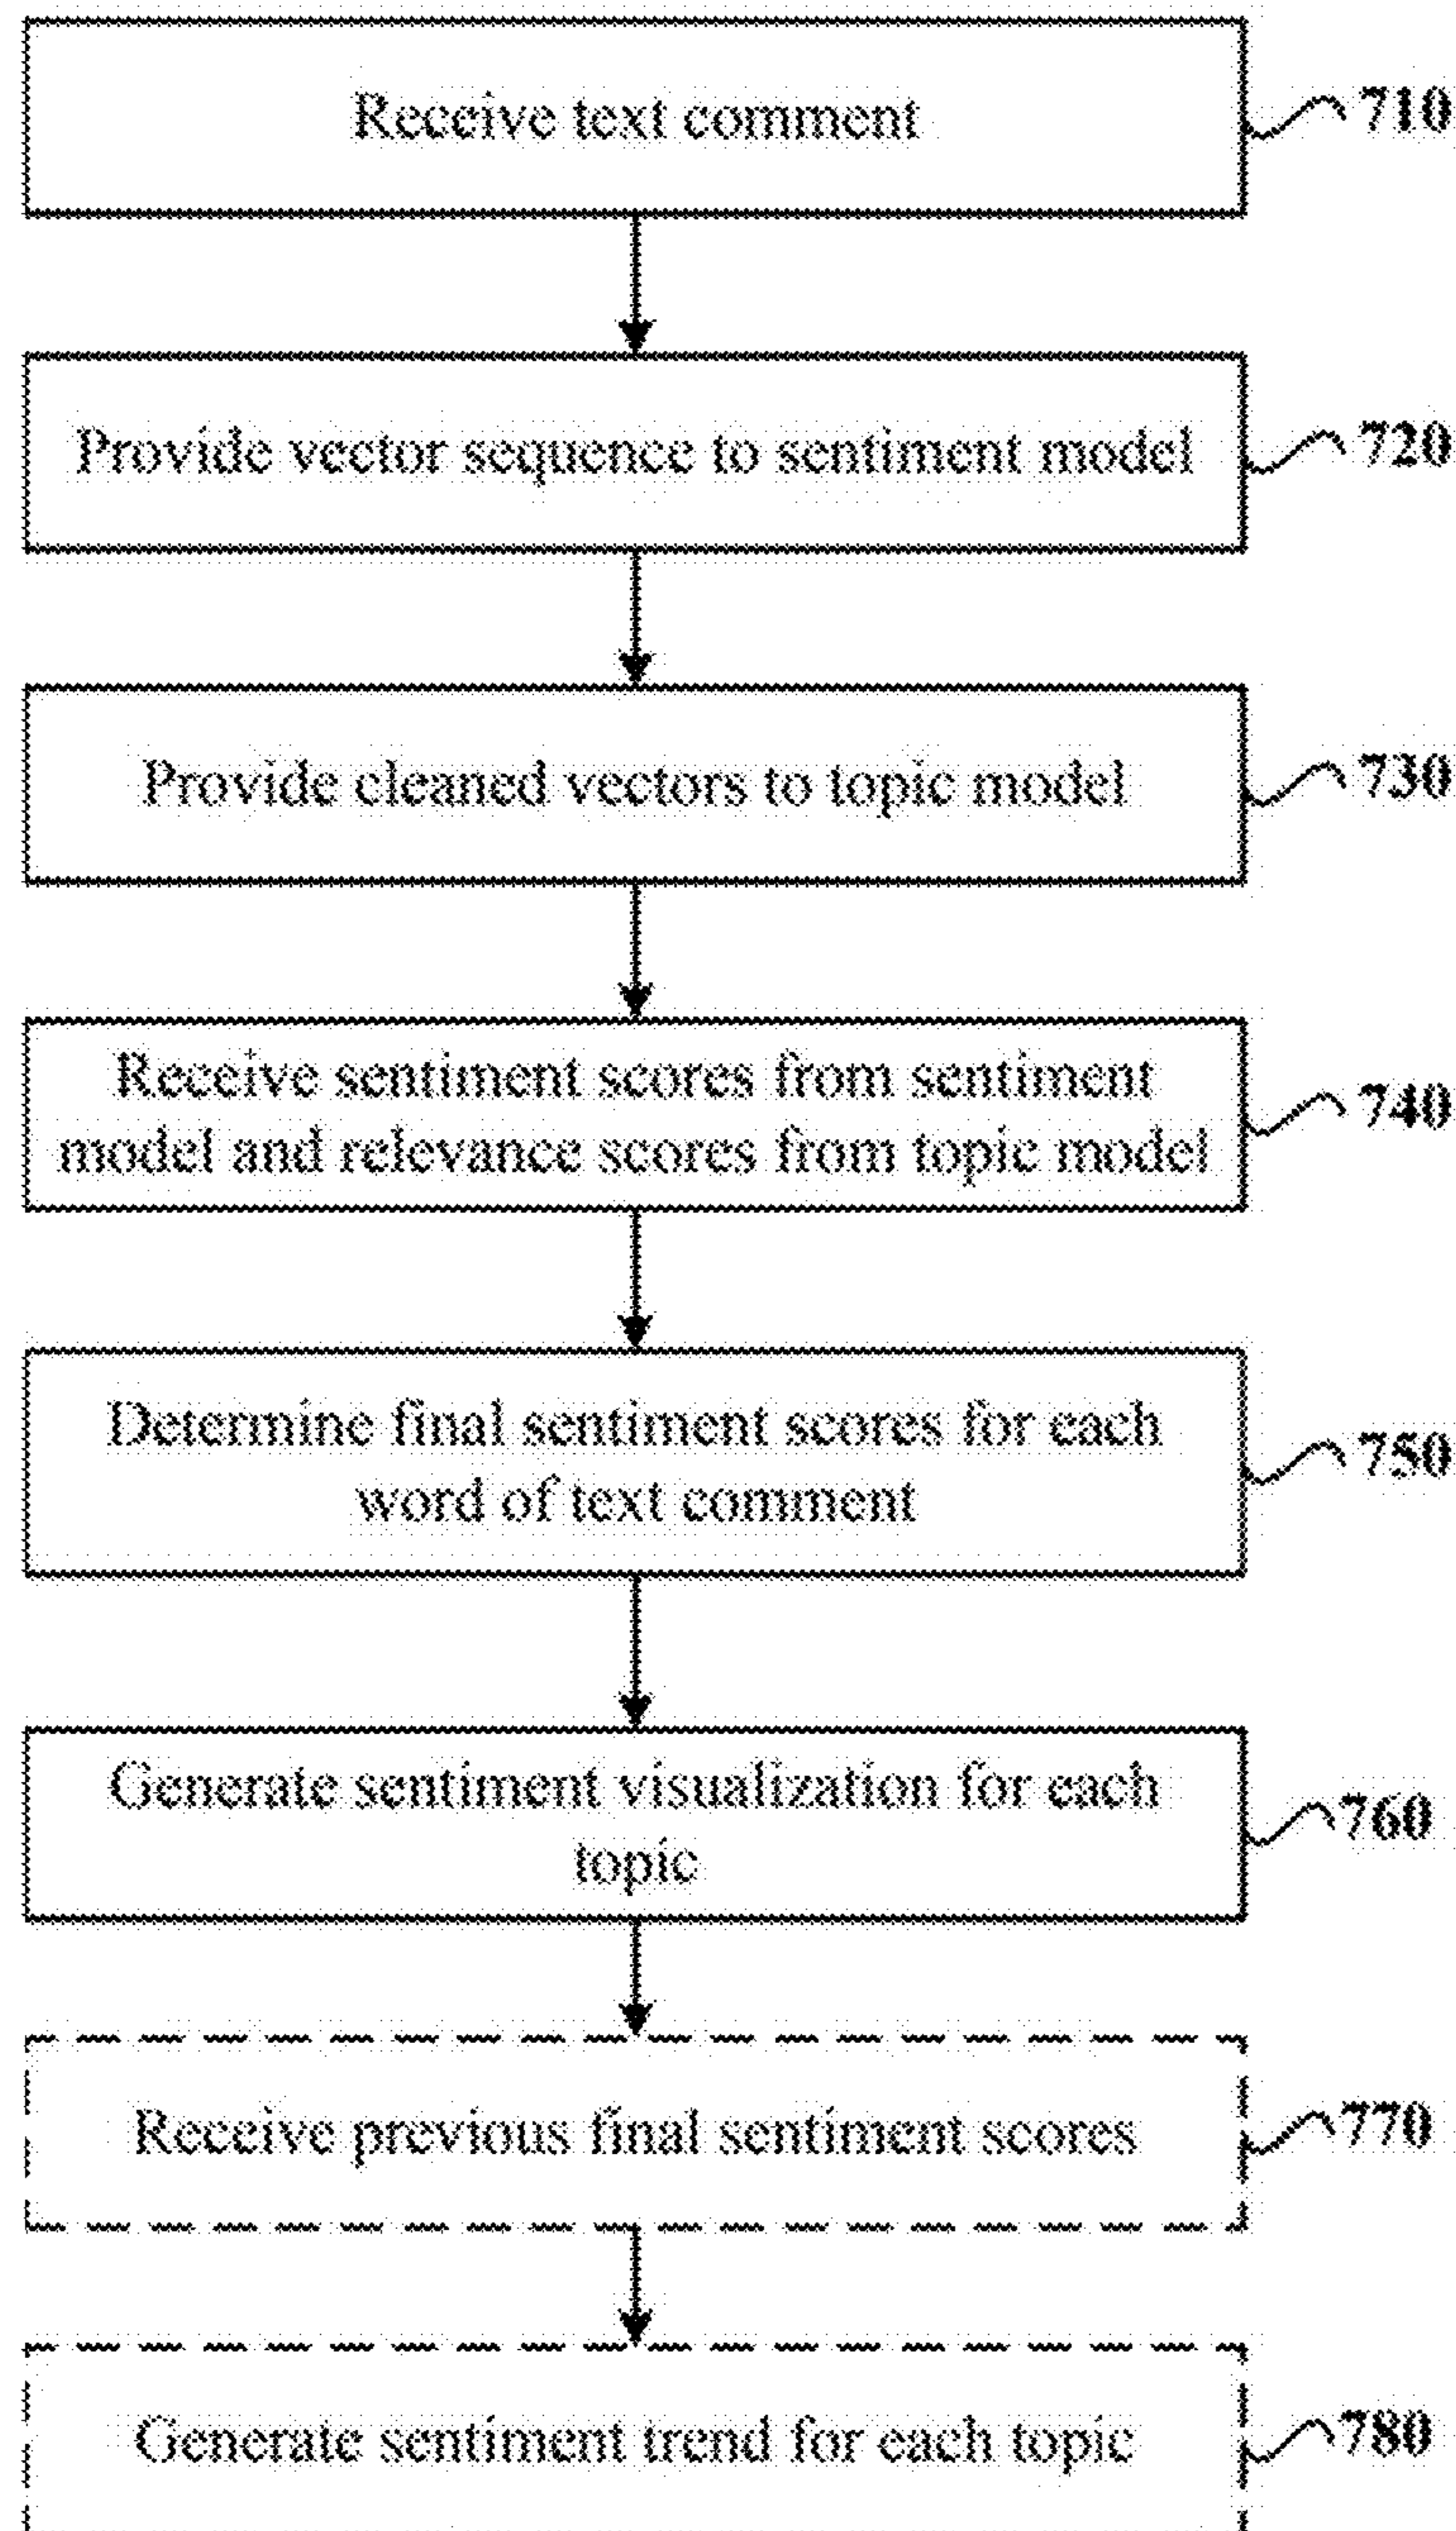 Receive text comment
710
Provide vector sequence to sentiment model
720
Provide cleaned vectors to topic model
730
Receive sentiment scores from sentiment
model and relevance scores from topic model
740
Determine final sentiment scores for each
word of text comment
750
Generate sentiment visualization for each
topic
760
Receive previous final sentiment scores
770
Generate sentiment trend for each topic
780